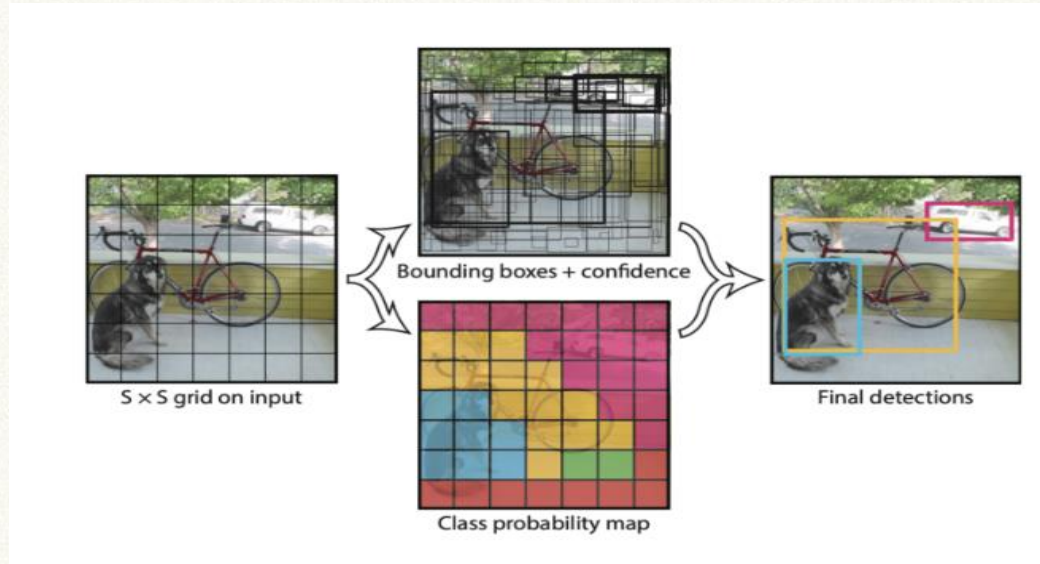 Bounding boxes + confidence
S × S grid on input
Final detections
Class probability map